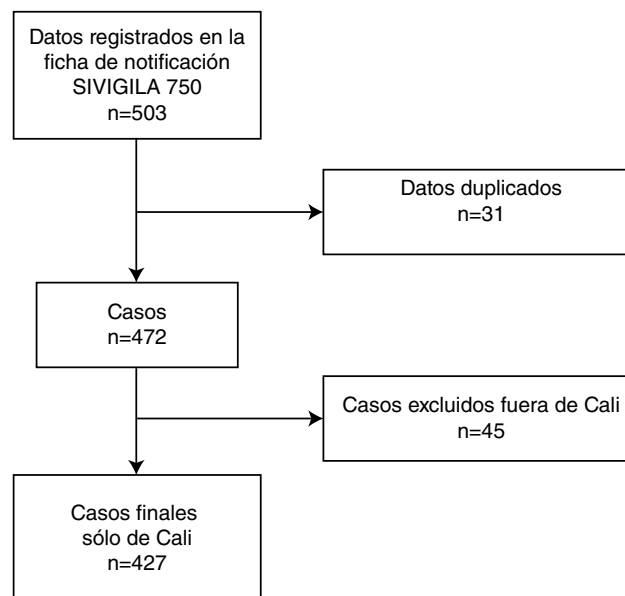 Datos registrados en la
ficha de notificación
SIVIGILA 750
n=503
Datos duplicados
n=31
Casos
n=472
Casos excluidos fuera de Cali
n=45
Casos finales
sólo de Cali
n=427